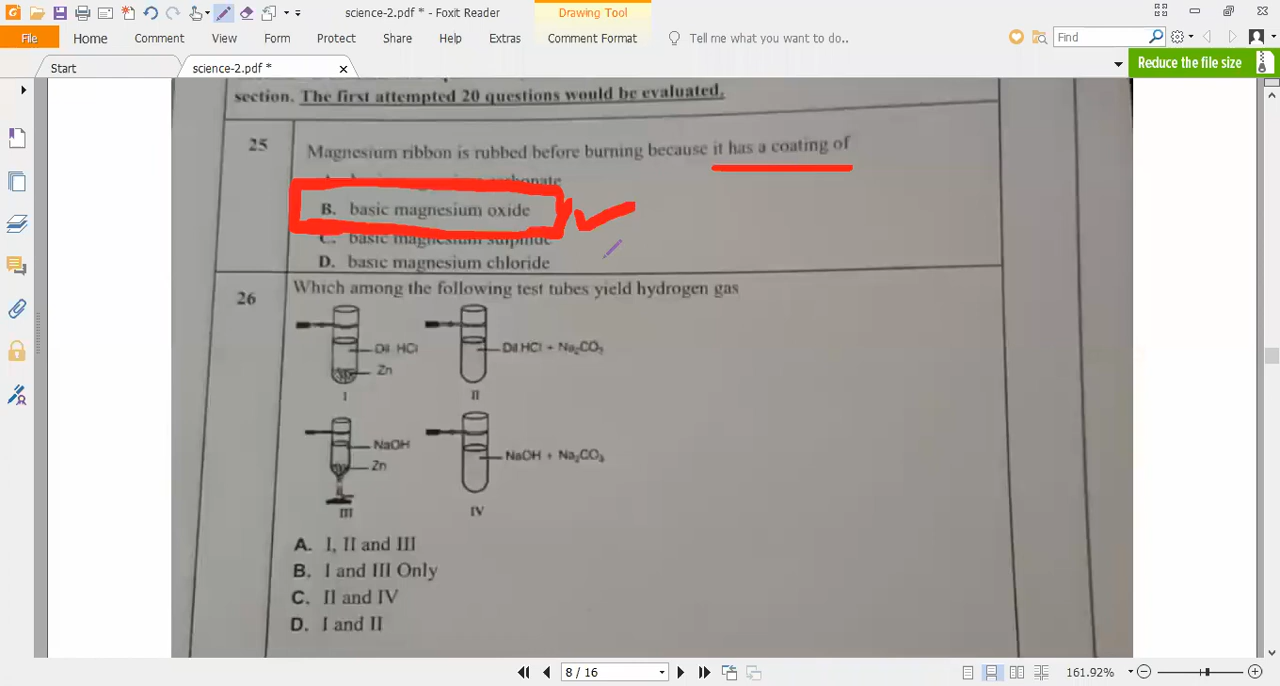 science-2.pdf * - Foxit Reader
Drawing Tool
File Home Comment View Form Protect Share Help Extras Comment Format Tell me what you want to do.. Find
Start science-2.pdf * Reduce the file size
section. The first attempted 20 questions would be evaluated.
25 Magnesium ribbon is rubbed before burning because it has a coating of
B. basic magnesium oxide
C. basic magnesium sulphide
D. basic magnesium chloride
26 Which among the following test tubes yield hydrogen gas
Dil HCl
Zn
I
Dil HCl + Na₂CO₃
II
NaOH
Zn
III
NaOH + Na₂CO₃
IV
A. I, II and III
B. I and III Only
C. II and IV
D. I and II
8 / 16
161.92%